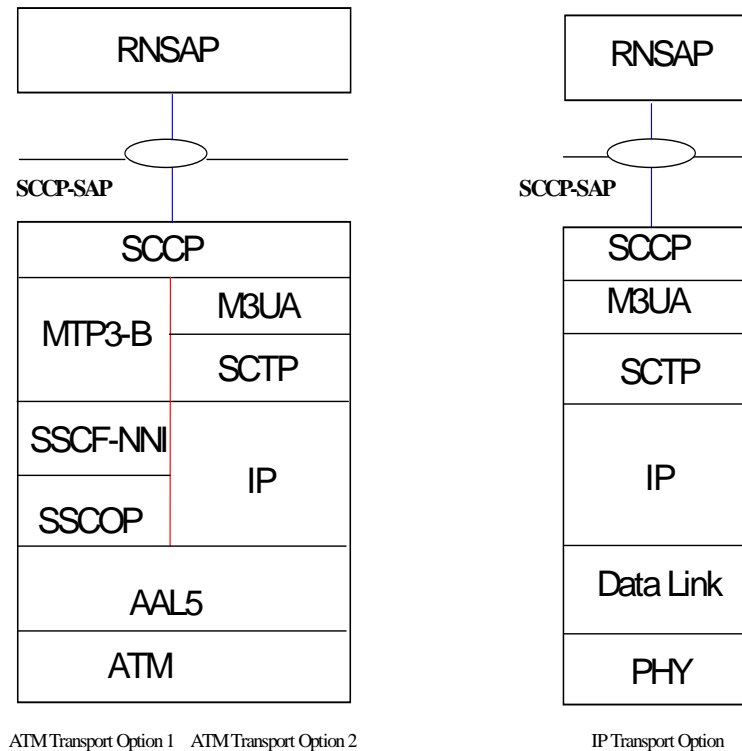 RNSAP
SCCP-SAP
SCCP
MTP3-B
M3UA
SCTP
SSCF-NNI
SSCOP
IP
AAL5
ATM
ATM Transport Option 1
ATM Transport Option 2
RNSAP
SCCP-SAP
SCCP
M3UA
SCTP
IP
Data Link
PHY
IP Transport Option